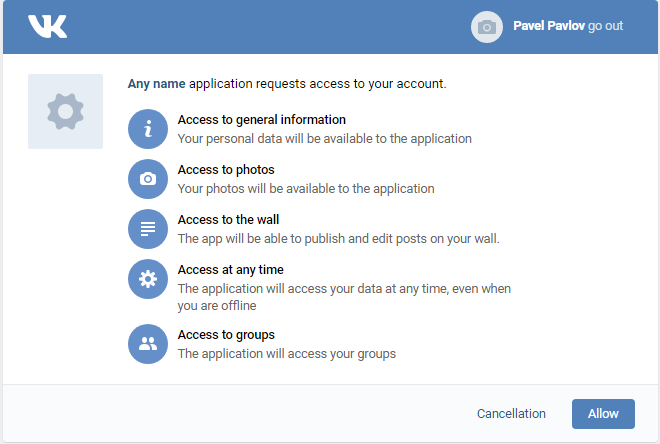 VK
Pavel Pavlov go out
Any name application requests access to your account.
Access to general information
Your personal data will be available to the application
Access to photos
Your photos will be available to the application
Access to the wall
The app will be able to publish and edit posts on your wall.
Access at any time
The application will access your data at any time, even when
you are offline
Access to groups
The application will access your groups
Cancellation
Allow